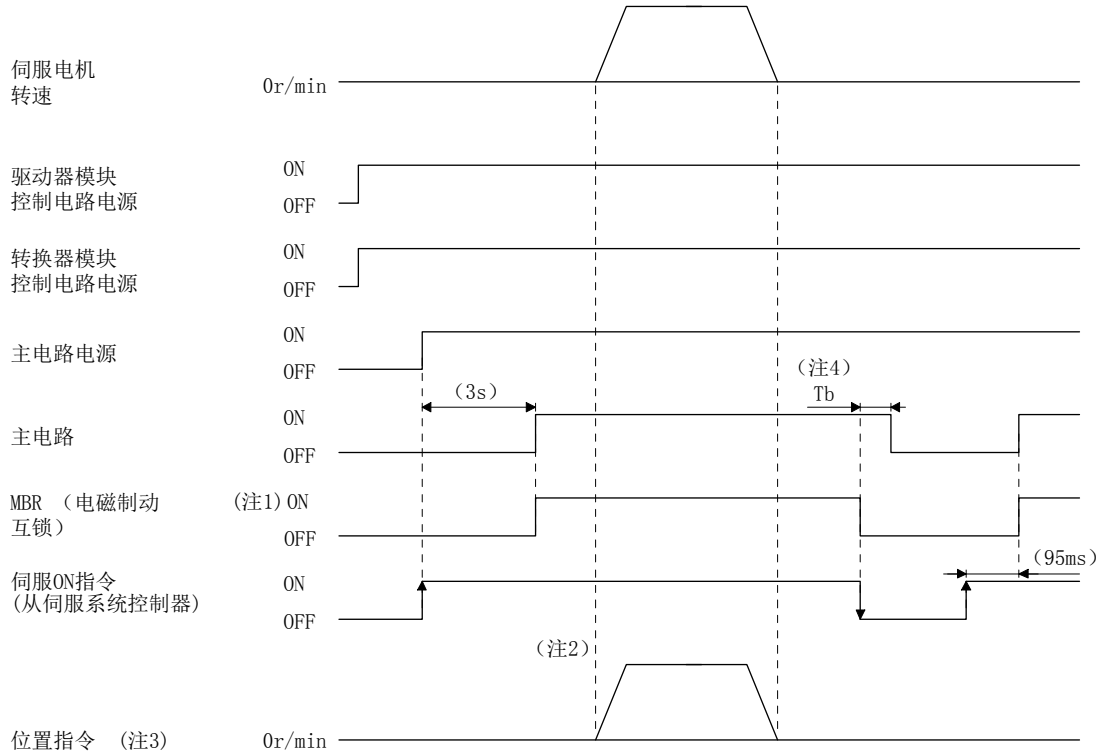 伺服电机
转速
0r/min
驱动器模块
控制电路电源
ON
OFF
转换器模块
控制电路电源
ON
OFF
主电路电源
ON
OFF
（3s）
（注4）
Tb
主电路
ON
OFF
MBR （电磁制动
互锁）
(注1)ON
OFF
（95ms）
伺服ON指令
(从伺服系统控制器)
ON
OFF
（注2）
位置指令 (注3)
0r/min